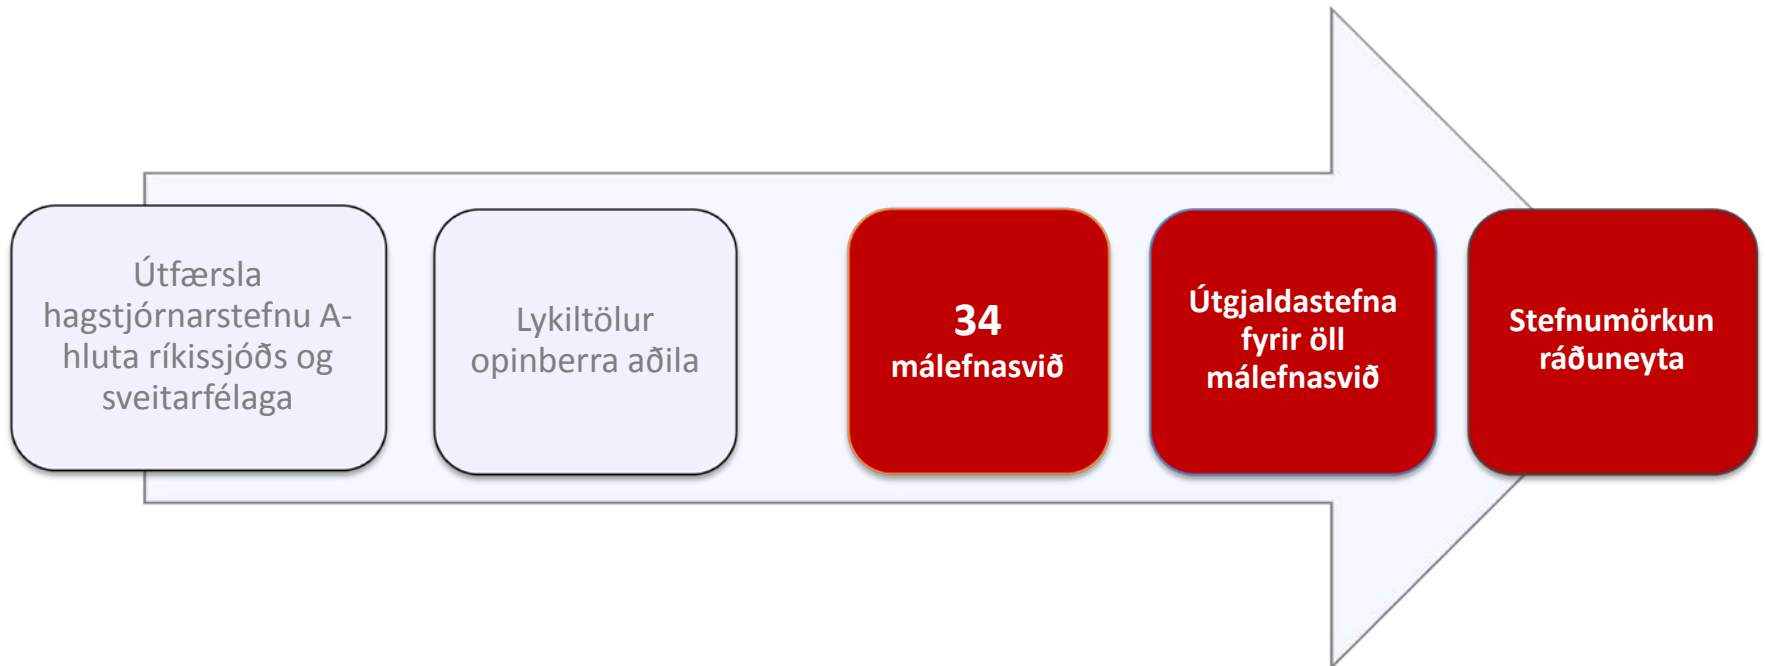 Útfærsla
hagstjórnarstefnu A-
hluta ríkissjóðs og
sveitarfélaga
Lykiltölur
opinberra aðila
34
málefnasvið
Útgjaldastefna
fyrir öll
málefnasvið
Stefnumörkun
ráðuneyta